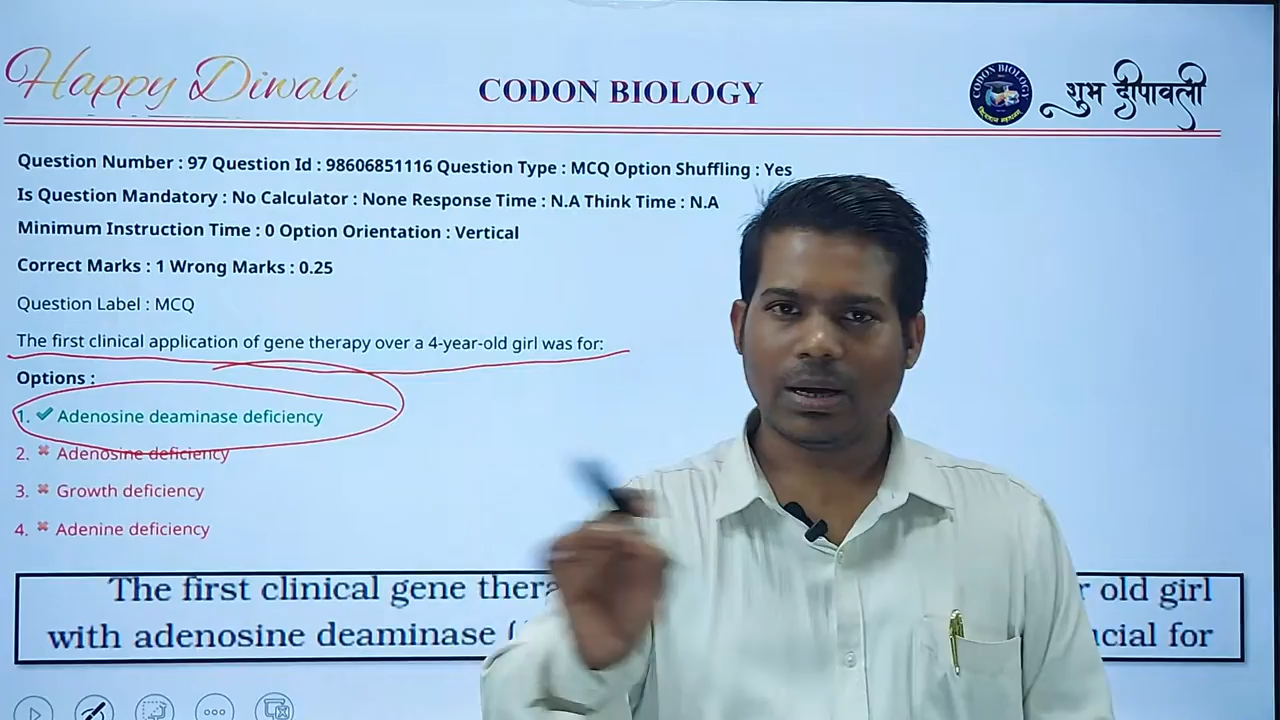 Happy Diwali
CODON BIOLOGY
CODON BIOLOGY
शुभ दीपावली
Question Number : 97 Question Id : 98606851116 Question Type : MCQ Option Shuffling : Yes
Is Question Mandatory : No Calculator : None Response Time : N.A Think Time : N.A
Minimum Instruction Time : 0 Option Orientation : Vertical
Correct Marks : 1 Wrong Marks : 0.25
Question Label : MCQ
The first clinical application of gene therapy over a 4-year-old girl was for:
Options :
1. ✔ Adenosine deaminase deficiency
2. ✖ Adenosine deficiency
3. ✖ Growth deficiency
4. ✖ Adenine deficiency
The first clinical gene thera r old girl
with adenosine deaminase ( cial for